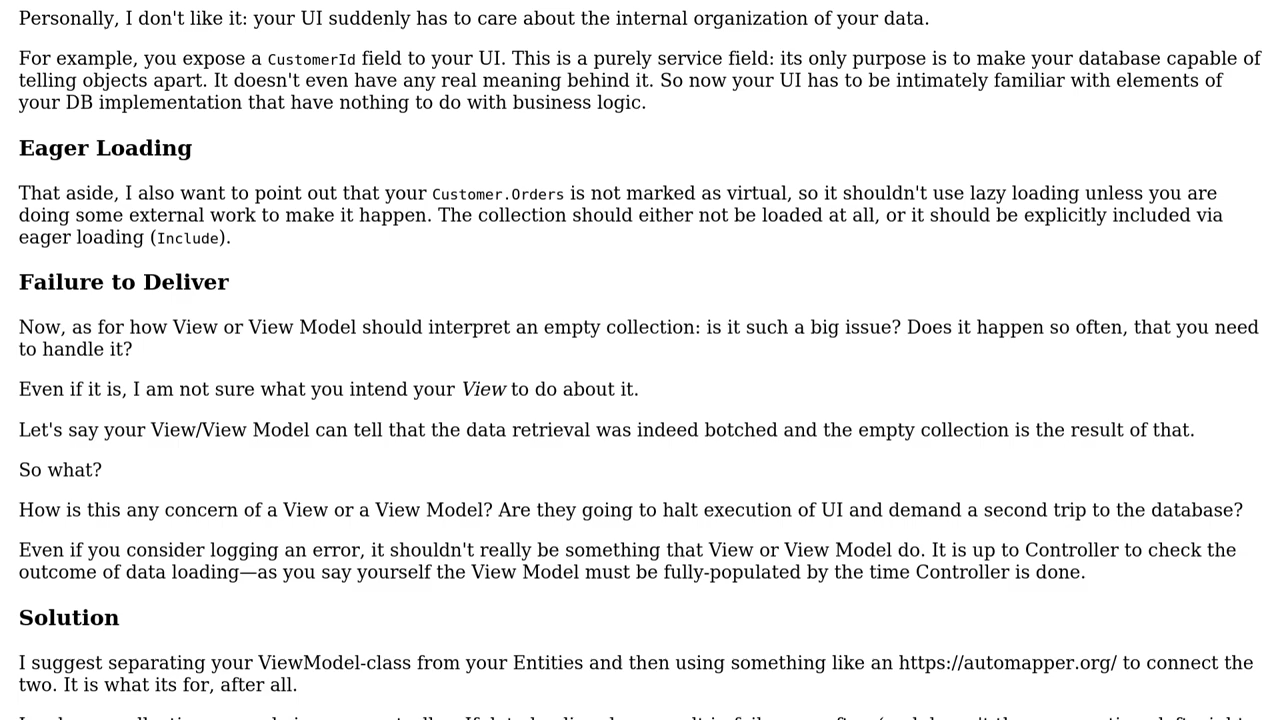 Personally, I don't like it: your UI suddenly has to care about the internal organization of your data.
For example, you expose a CustomerId field to your UI. This is a purely service field: its only purpose is to make your database capable of
telling objects apart. It doesn't even have any real meaning behind it. So now your UI has to be intimately familiar with elements of
your DB implementation that have nothing to do with business logic.
Eager Loading
That aside, I also want to point out that your Customer.Orders is not marked as virtual, so it shouldn't use lazy loading unless you are
doing some external work to make it happen. The collection should either not be loaded at all, or it should be explicitly included via
eager loading (Include).
Failure to Deliver
Now, as for how View or View Model should interpret an empty collection: is it such a big issue? Does it happen so often, that you need
to handle it?
Even if it is, I am not sure what you intend your View to do about it.
Let's say your View/View Model can tell that the data retrieval was indeed botched and the empty collection is the result of that.
So what?
How is this any concern of a View or a View Model? Are they going to halt execution of UI and demand a second trip to the database?
Even if you consider logging an error, it shouldn't really be something that View or View Model do. It is up to Controller to check the
outcome of data loading—as you say yourself the View Model must be fully-populated by the time Controller is done.
Solution
I suggest separating your ViewModel-class from your Entities and then using something like an https://automapper.org/ to connect the
two. It is what its for, after all.